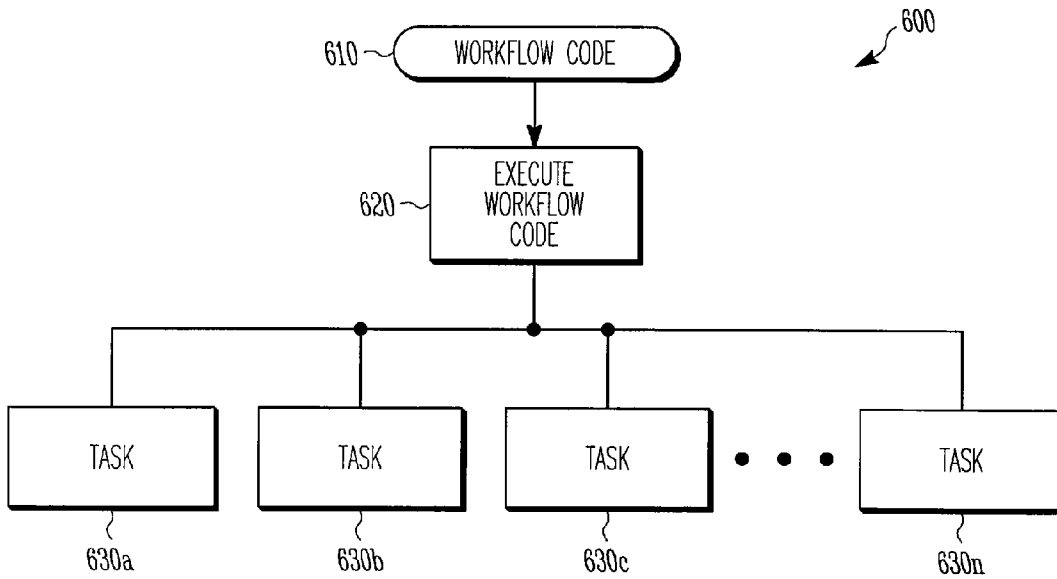 600
610
WORKFLOW CODE
620
EXECUTE
WORKFLOW
CODE
TASK
TASK
TASK
TASK
630a
630b
630c
630n